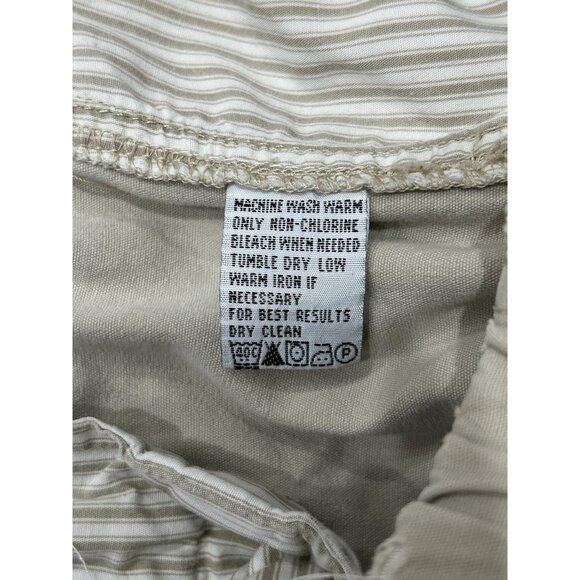 MACHINE WASH WARM
ONLY NON-CHLORINE
BLEACH WHEN NEEDED
TUMBLE DRY LOW
WARM IRON IF
NECESSARY
FOR BEST RESULTS
DRY CLEAN
40C P